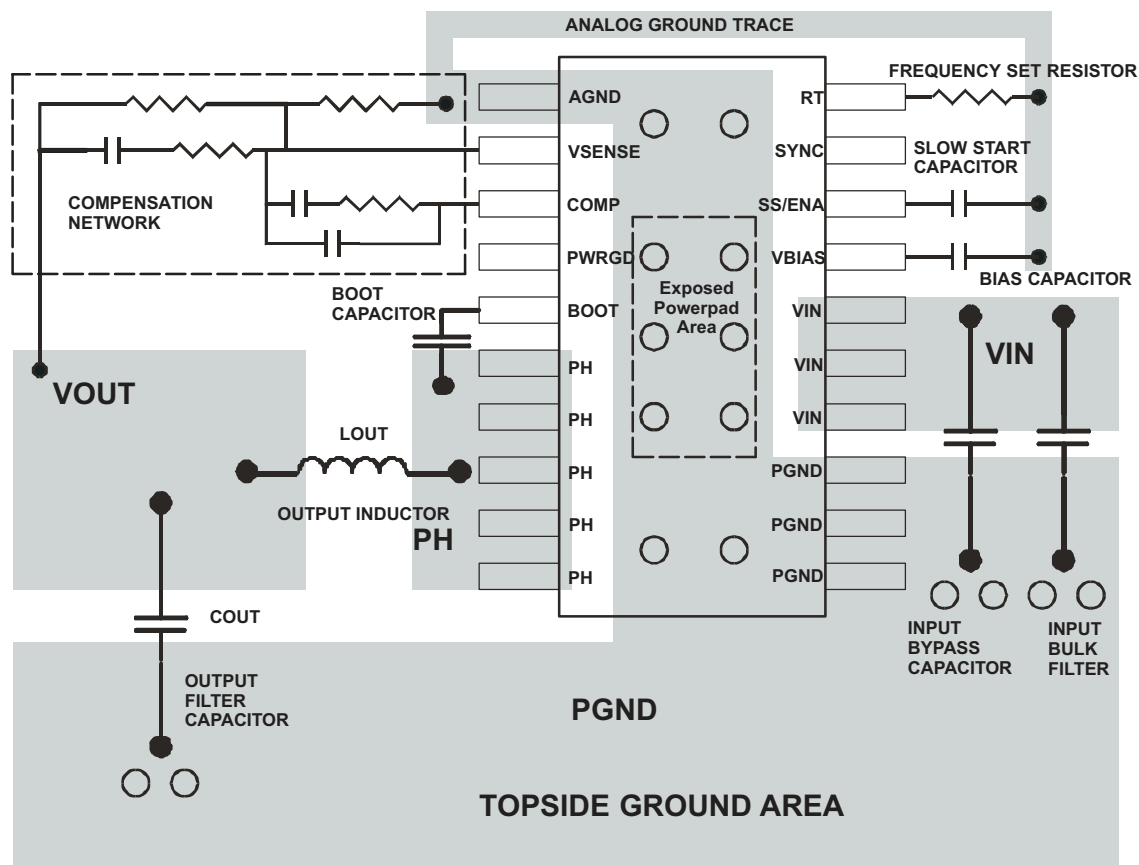 ANALOG GROUND TRACE
FREQUENCY SET RESISTOR
AGND
RT
VSENSE
SYNC
SLOW START
CAPACITOR
COMPENSATION
NETWORK
COMP
SS/ENA
PWRGD
VBIAS
BIAS CAPACITOR
BOOT
CAPACITOR
BOOT
Exposed
Powerpad
Area
VIN
VIN
PH
VIN
VOUT
PH
VIN
LOUT
PH
PGND
OUTPUT INDUCTOR
PH
PH
PGND
PH
PGND
COUT
INPUT
BYPASS
CAPACITOR
INPUT
BULK
FILTER
OUTPUT
FILTER
CAPACITOR
PGND
TOPSIDE GROUND AREA